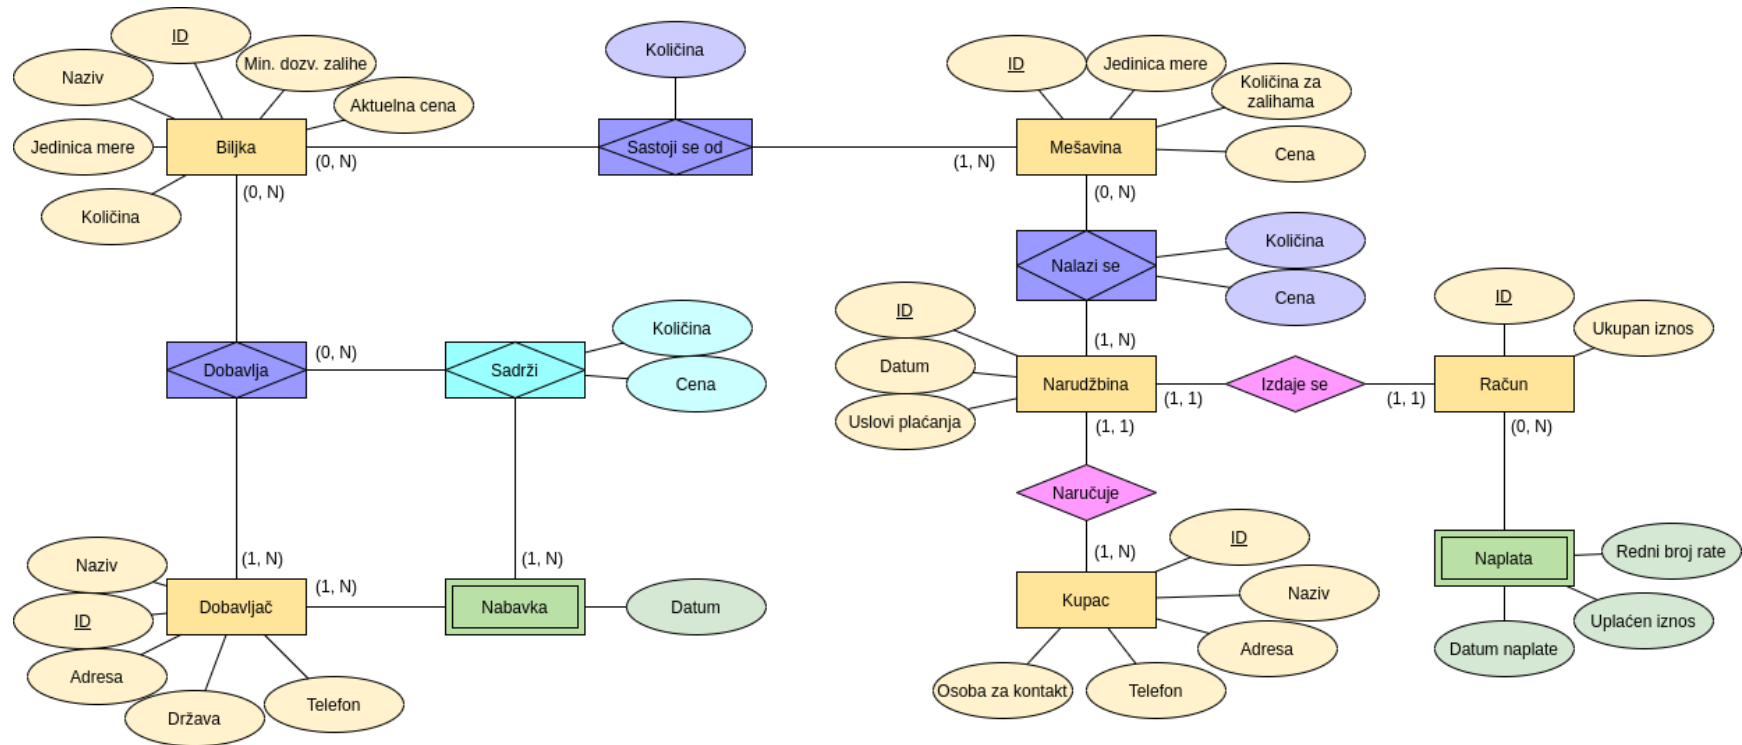 ID
Količina
Naziv
Min. dozv. zalihe
ID
Jedinica mere
Aktuelna cena
Količina za
zalihama
Jedinica mere
Biljka
Sastoji se od
Mešavina
Cena
(0, N)
(1, N)
(0, N)
(0, N)
Količina
Količina
Nalazi se
Cena
ID
ID
Količina
Ukupan iznos
(0, N)
(1, N)
Datum
Dobavlja
Sadrži
Cena
Narudžbina
Izdaje se
Račun
(1, 1)
(1, 1)
Uslovi plaćanja
(1, 1)
(0, N)
Naručuje
ID
Naziv
(1, N)
(1, N)
(1, N)
Redni broj rate
Naplata
(1, N)
Dobavljač
Nabavka
Datum
Kupac
Naziv
ID
Uplaćen iznos
Adresa
Datum naplate
Adresa
Osoba za kontakt
Telefon
Država
Telefon